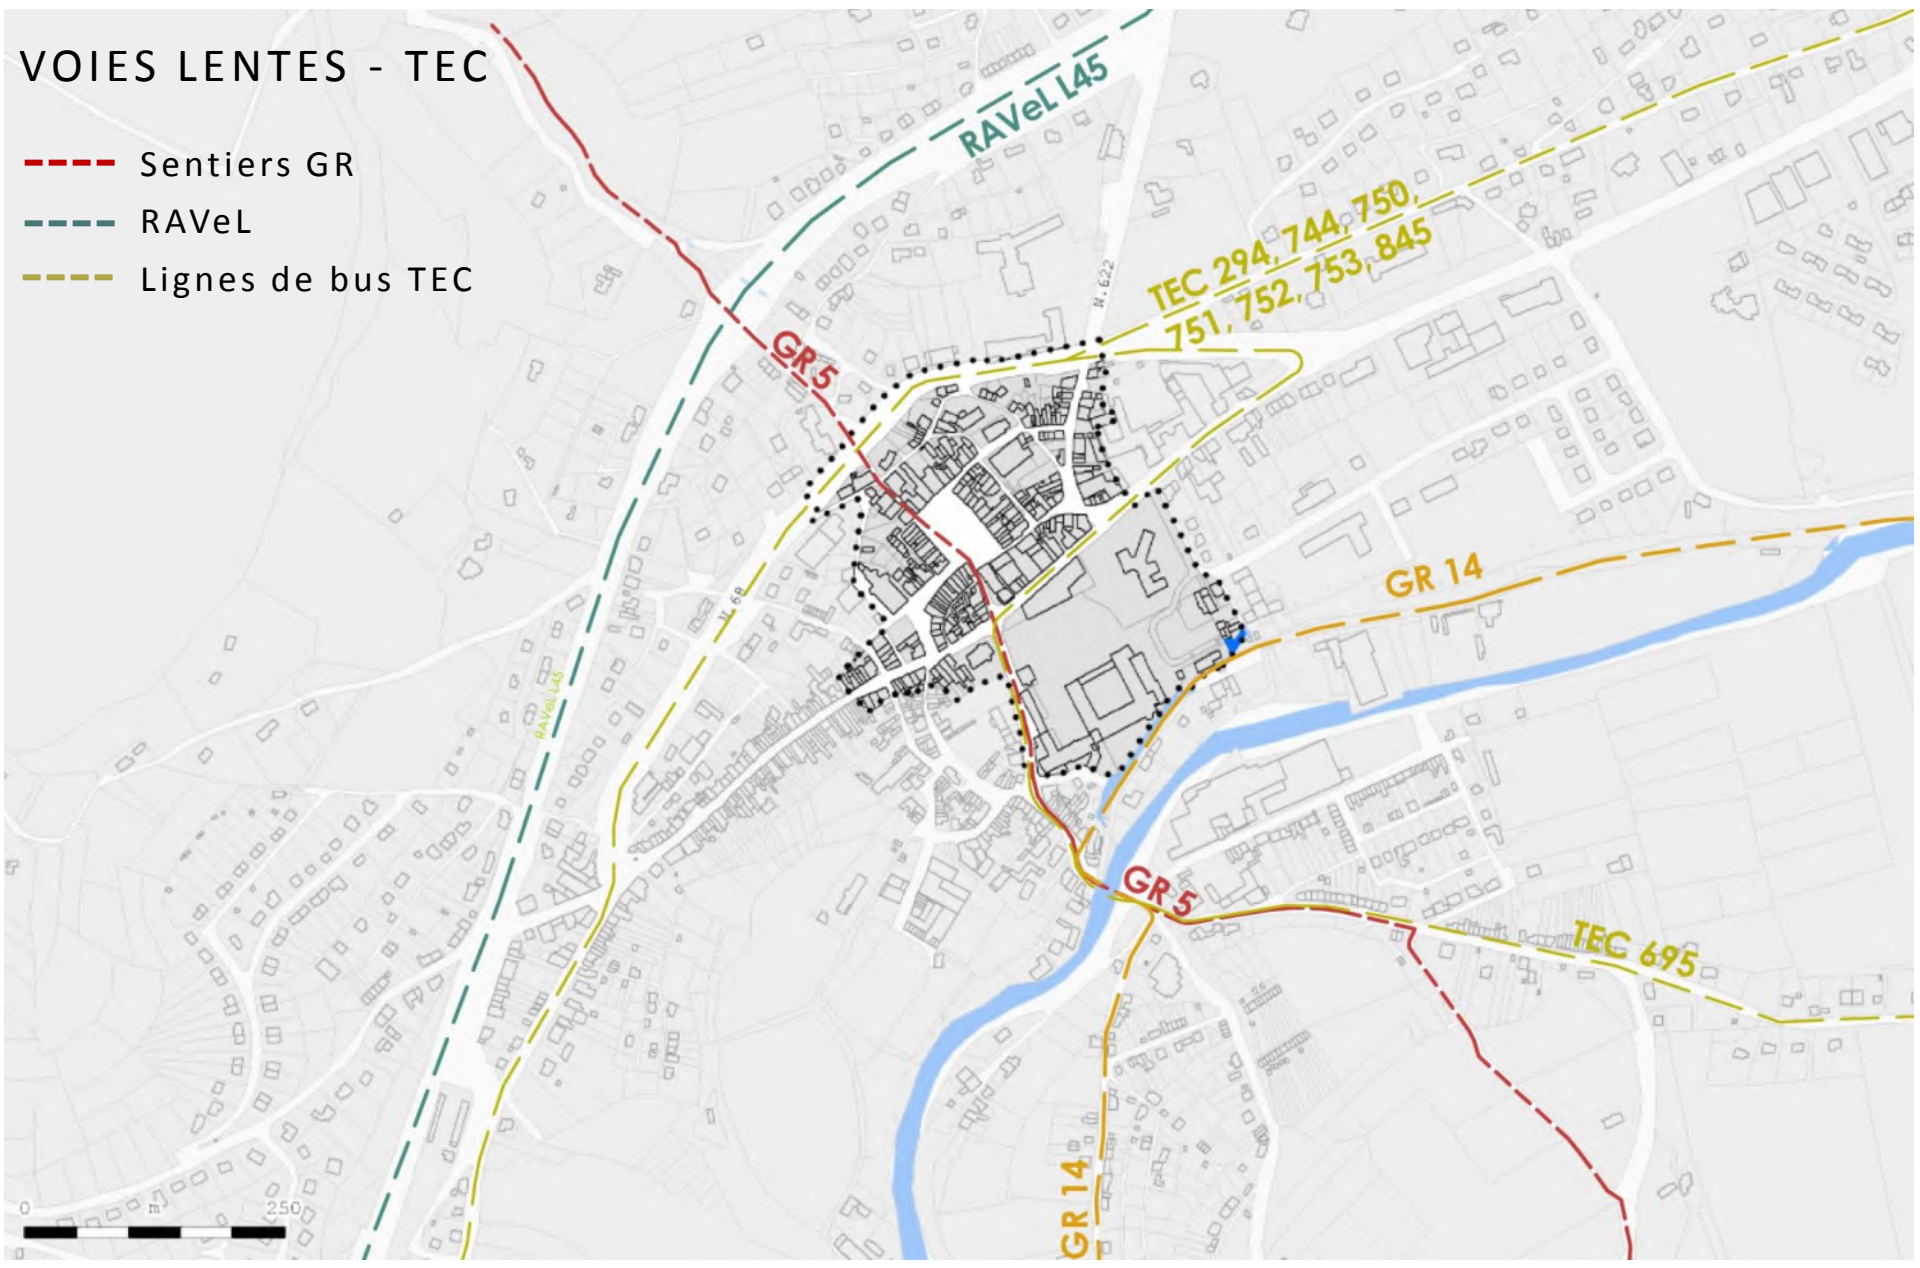 VOIES LENTES - TEC
Sentiers GR
RAVeL
Lignes de bus TEC
RAVeL L45
TEC 294, 744, 750,
751, 752, 753, 845
N.622
GR 5
GR 14
N.68
RAVeL L45
GR 5
TEC 695
GR 14
0 m 250